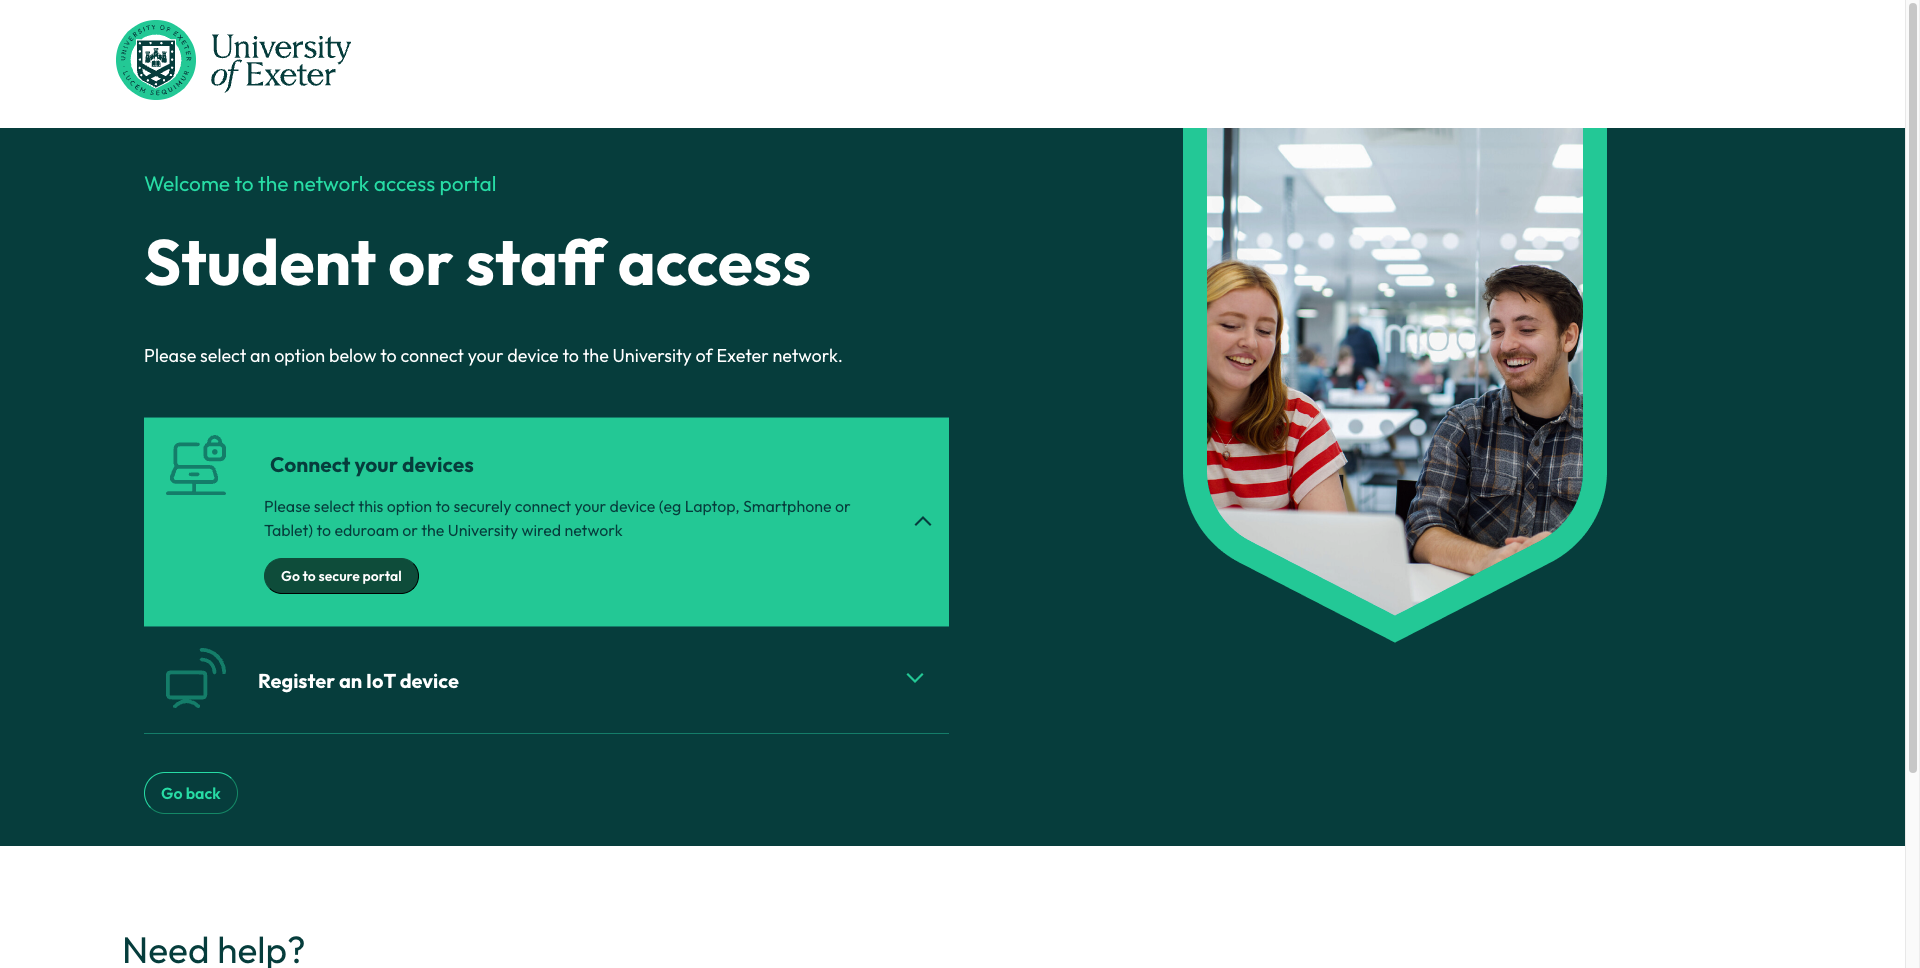 UNIVERSITY OF EXETER
LUCEM SEQUIMUR
University
of Exeter
Welcome to the network access portal
Student or staff access
Please select an option below to connect your device to the University of Exeter network.
Connect your devices
Please select this option to securely connect your device (eg Laptop, Smartphone or
Tablet) to eduroam or the University wired network
Go to secure portal
Register an IoT device
Go back
Need help?